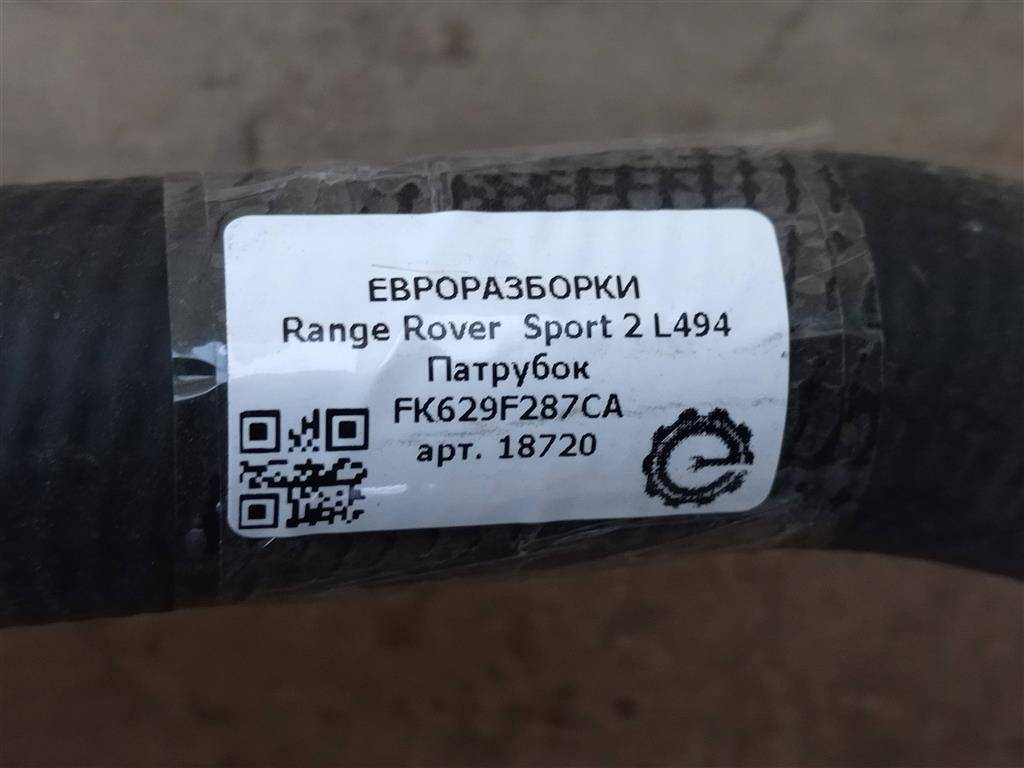 ЕВРОРАЗБОРКИ
Range Rover Sport 2 L494
Патрубок
FK629F287CA
арт. 18720